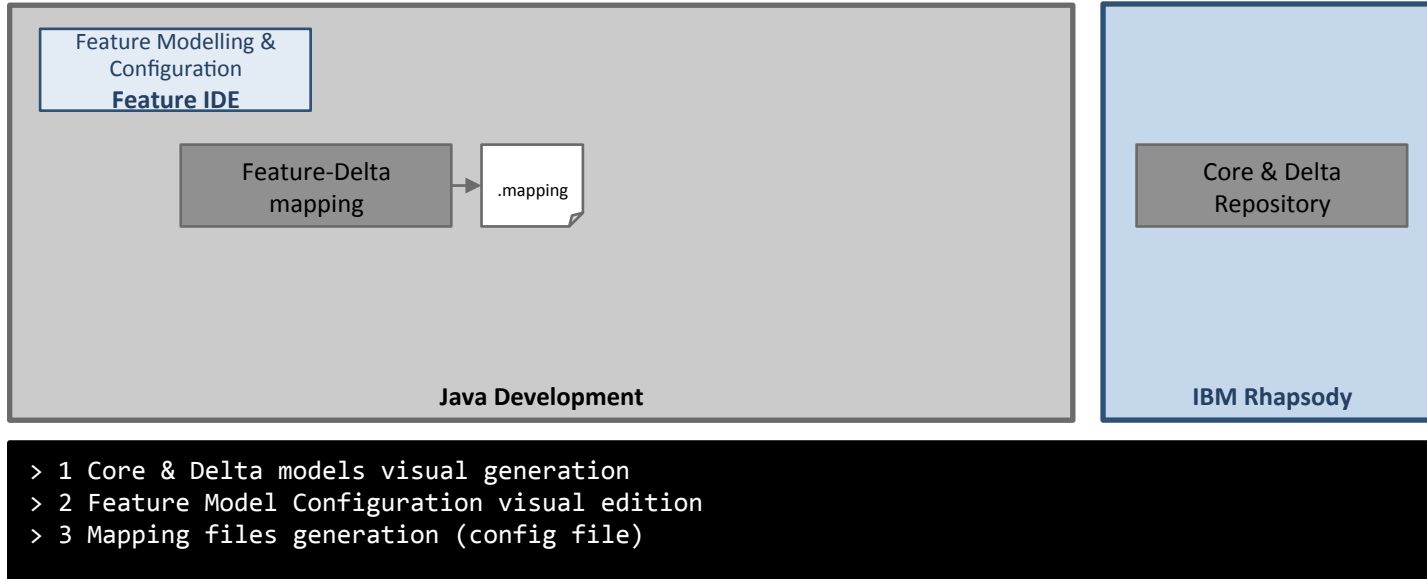 Feature Modelling &
Configuration
Feature IDE
Feature-Delta
mapping
.mapping
Java Development
Core & Delta
Repository
IBM Rhapsody
> 1 Core & Delta models visual generation
> 2 Feature Model Configuration visual edition
> 3 Mapping files generation (config file)